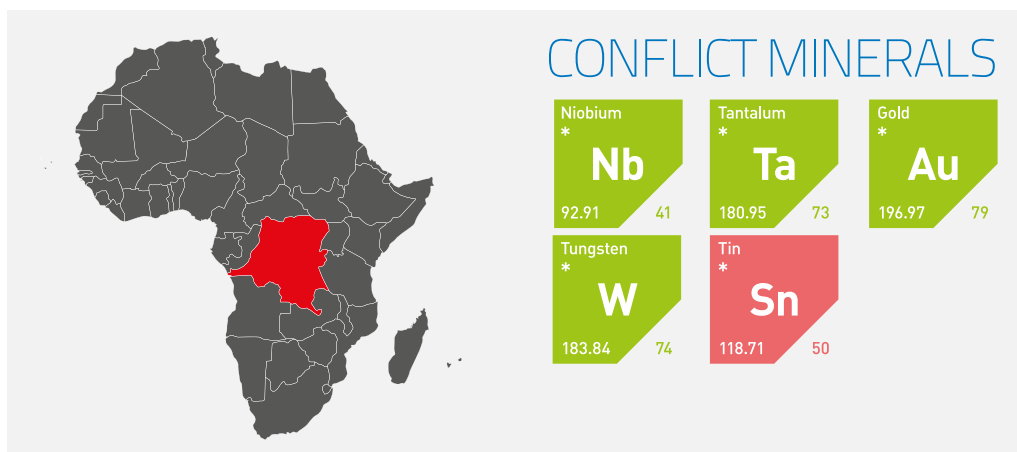 CONFLICT MINERALS
Niobium
*
Nb
92.91 41
Tantalum
*
Ta
180.95 73
Gold
*
Au
196.97 79
Tungsten
*
W
183.84 74
Tin
*
Sn
118.71 50